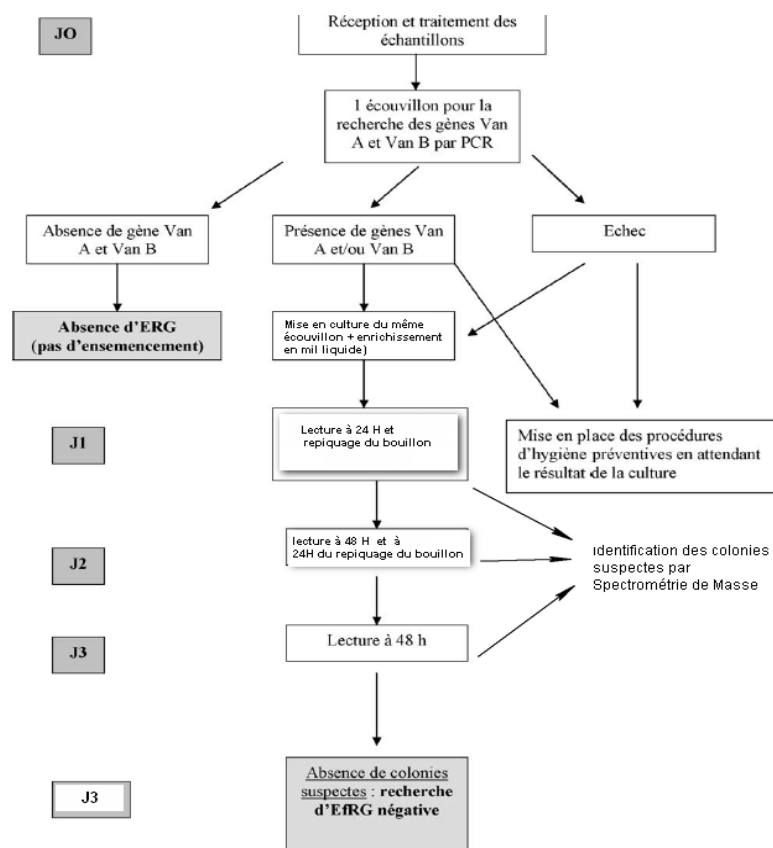 JO
Réception et traitement des
échantillons
1 écouvillon pour la
recherche des gènes Van
A et Van B par PCR
Absence de gène Van
A et Van B
Présence de gènes Van
A et/ou Van B
Echec
Absence d'ERG
(pas d'ensemencement)
Mise en culture du même
écouvillon + enrichissement
en mil liquide)
J1
Lecture à 24 H et
repiquage du bouillon
Mise en place des procédures
d'hygiène préventives en attendant
le résultat de la culture
J2
lecture à 48 H et à
24H du repiquage du bouillon
identification des colonies
suspectes par
Spectrométrie de Masse
J3
Lecture à 48 h
J3
Absence de colonies
suspectes : recherche
d'EfRG négative